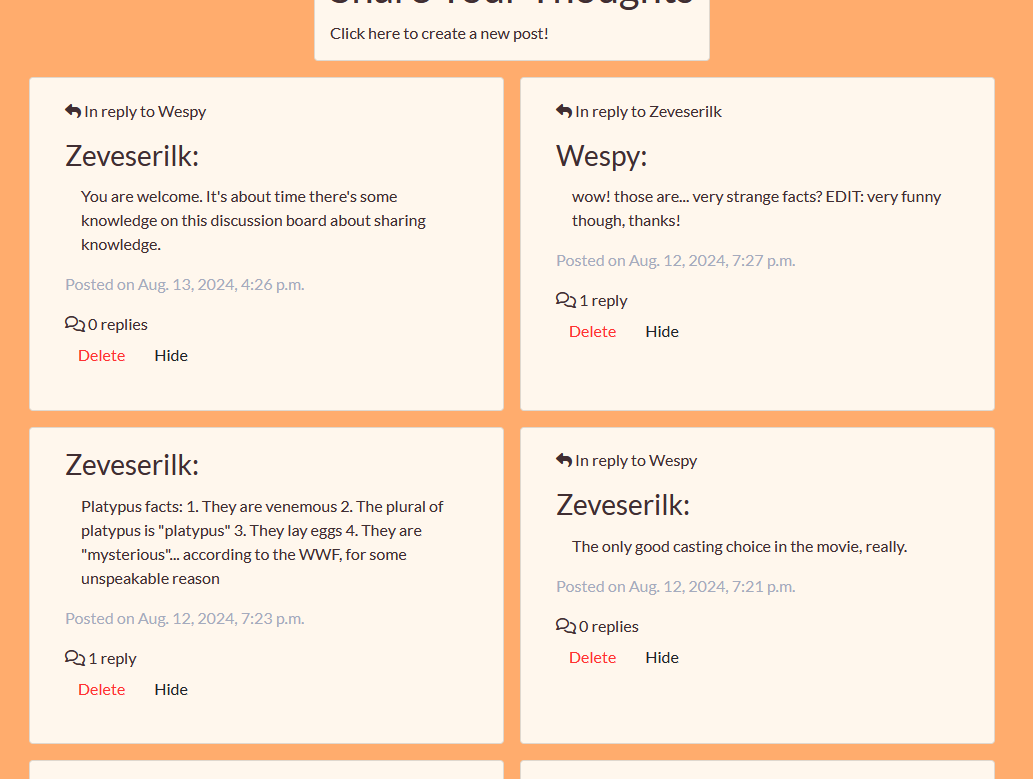 Share Your Thoughts
Click here to create a new post!
In reply to Wespy
Zeveserilk:
You are welcome. It's about time there's some
knowledge on this discussion board about sharing
knowledge.
Posted on Aug. 13, 2024, 4:26 p.m.
0 replies
Delete Hide
In reply to Zeveserilk
Wespy:
wow! those are... very strange facts? EDIT: very funny
though, thanks!
Posted on Aug. 12, 2024, 7:27 p.m.
1 reply
Delete Hide
Zeveserilk:
Platypus facts: 1. They are venemous 2. The plural of
platypus is "platypus" 3. They lay eggs 4. They are
"mysterious"... according to the WWF, for some
unspeakable reason
Posted on Aug. 12, 2024, 7:23 p.m.
1 reply
Delete Hide
In reply to Wespy
Zeveserilk:
The only good casting choice in the movie, really.
Posted on Aug. 12, 2024, 7:21 p.m.
0 replies
Delete Hide